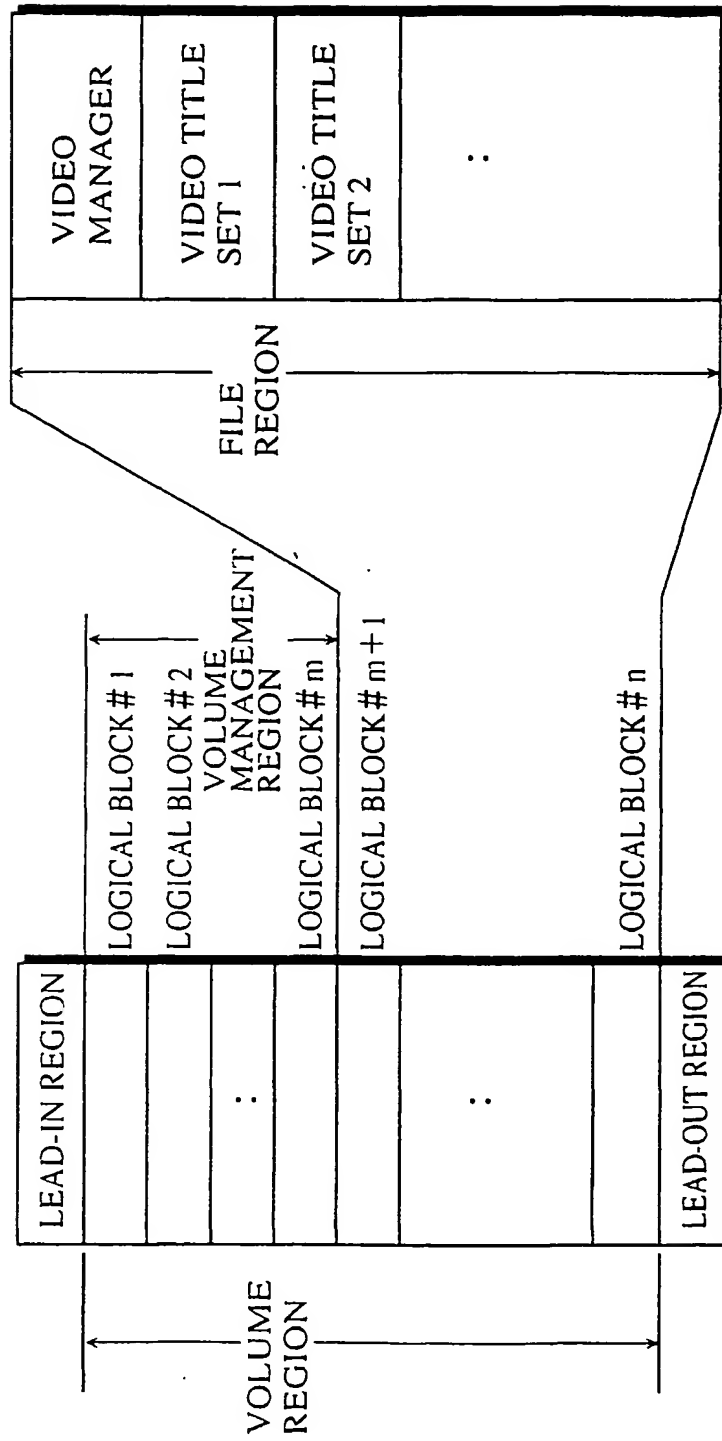 VOLUME
REGION
LEAD-IN REGION
:
:
LEAD-OUT REGION
LOGICAL BLOCK# 1
LOGICAL BLOCK# 2
VOLUME
MANAGEMENT
REGION
LOGICAL BLOCK# m
LOGICAL BLOCK# m+1
LOGICAL BLOCK# n
FILE
REGION
VIDEO
MANAGER
VIDEO TITLE
SET 1
VIDEO TITLE
SET 2
: